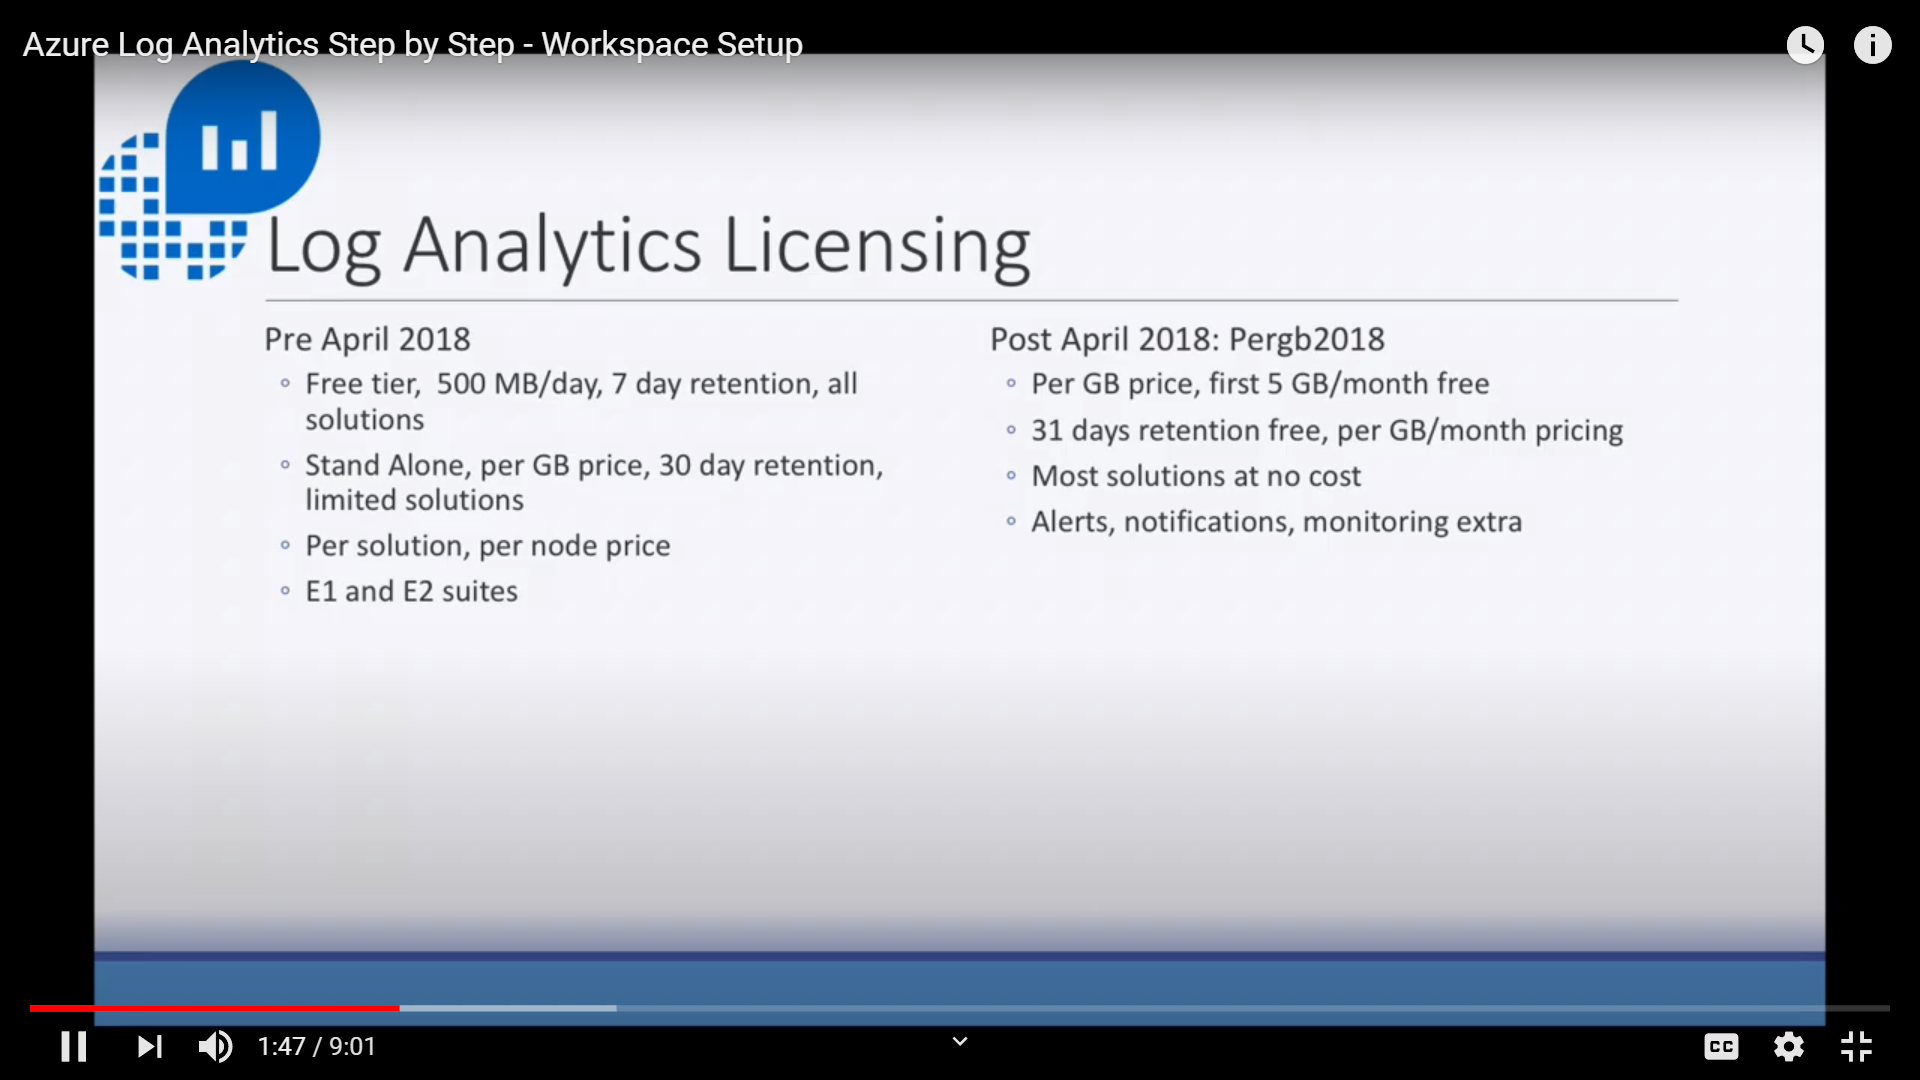 Azure Log Analytics Step by Step - Workspace Setup
Log Analytics Licensing
Pre April 2018
Free tier, 500 MB/day, 7 day retention, all
solutions
Stand Alone, per GB price, 30 day retention,
limited solutions
Per solution, per node price
E1 and E2 suites
Post April 2018: Pergb2018
Per GB price, first 5 GB/month free
31 days retention free, per GB/month pricing
Most solutions at no cost
Alerts, notifications, monitoring extra
1:47 / 9:01
CC